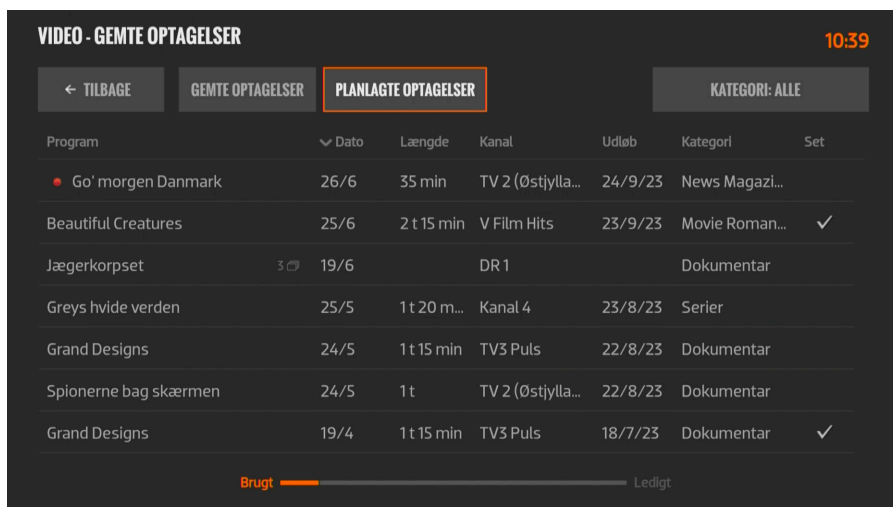 VIDEO - GEMTE OPTAGELSER 10:39
← TILBAGE GEMTE OPTAGELSER PLANLAGTE OPTAGELSER KATEGORI: ALLE
Program Dato Længde Kanal Udløb Kategori Set
Go' morgen Danmark 26/6 35 min TV 2 (Østjylla... 24/9/23 News Magazi...
Beautiful Creatures 25/6 2 t 15 min V Film Hits 23/9/23 Movie Roman... ✓
Jægerkorpset 3 19/6 DR 1 Dokumentar
Greys hvide verden 25/5 1 t 20 m... Kanal 4 23/8/23 Serier
Grand Designs 24/5 1 t 15 min TV3 Puls 22/8/23 Dokumentar
Spionerne bag skærmen 24/5 1 t TV 2 (Østjylla... 22/8/23 Dokumentar
Grand Designs 19/4 1 t 15 min TV3 Puls 18/7/23 Dokumentar ✓
Brugt Ledigt